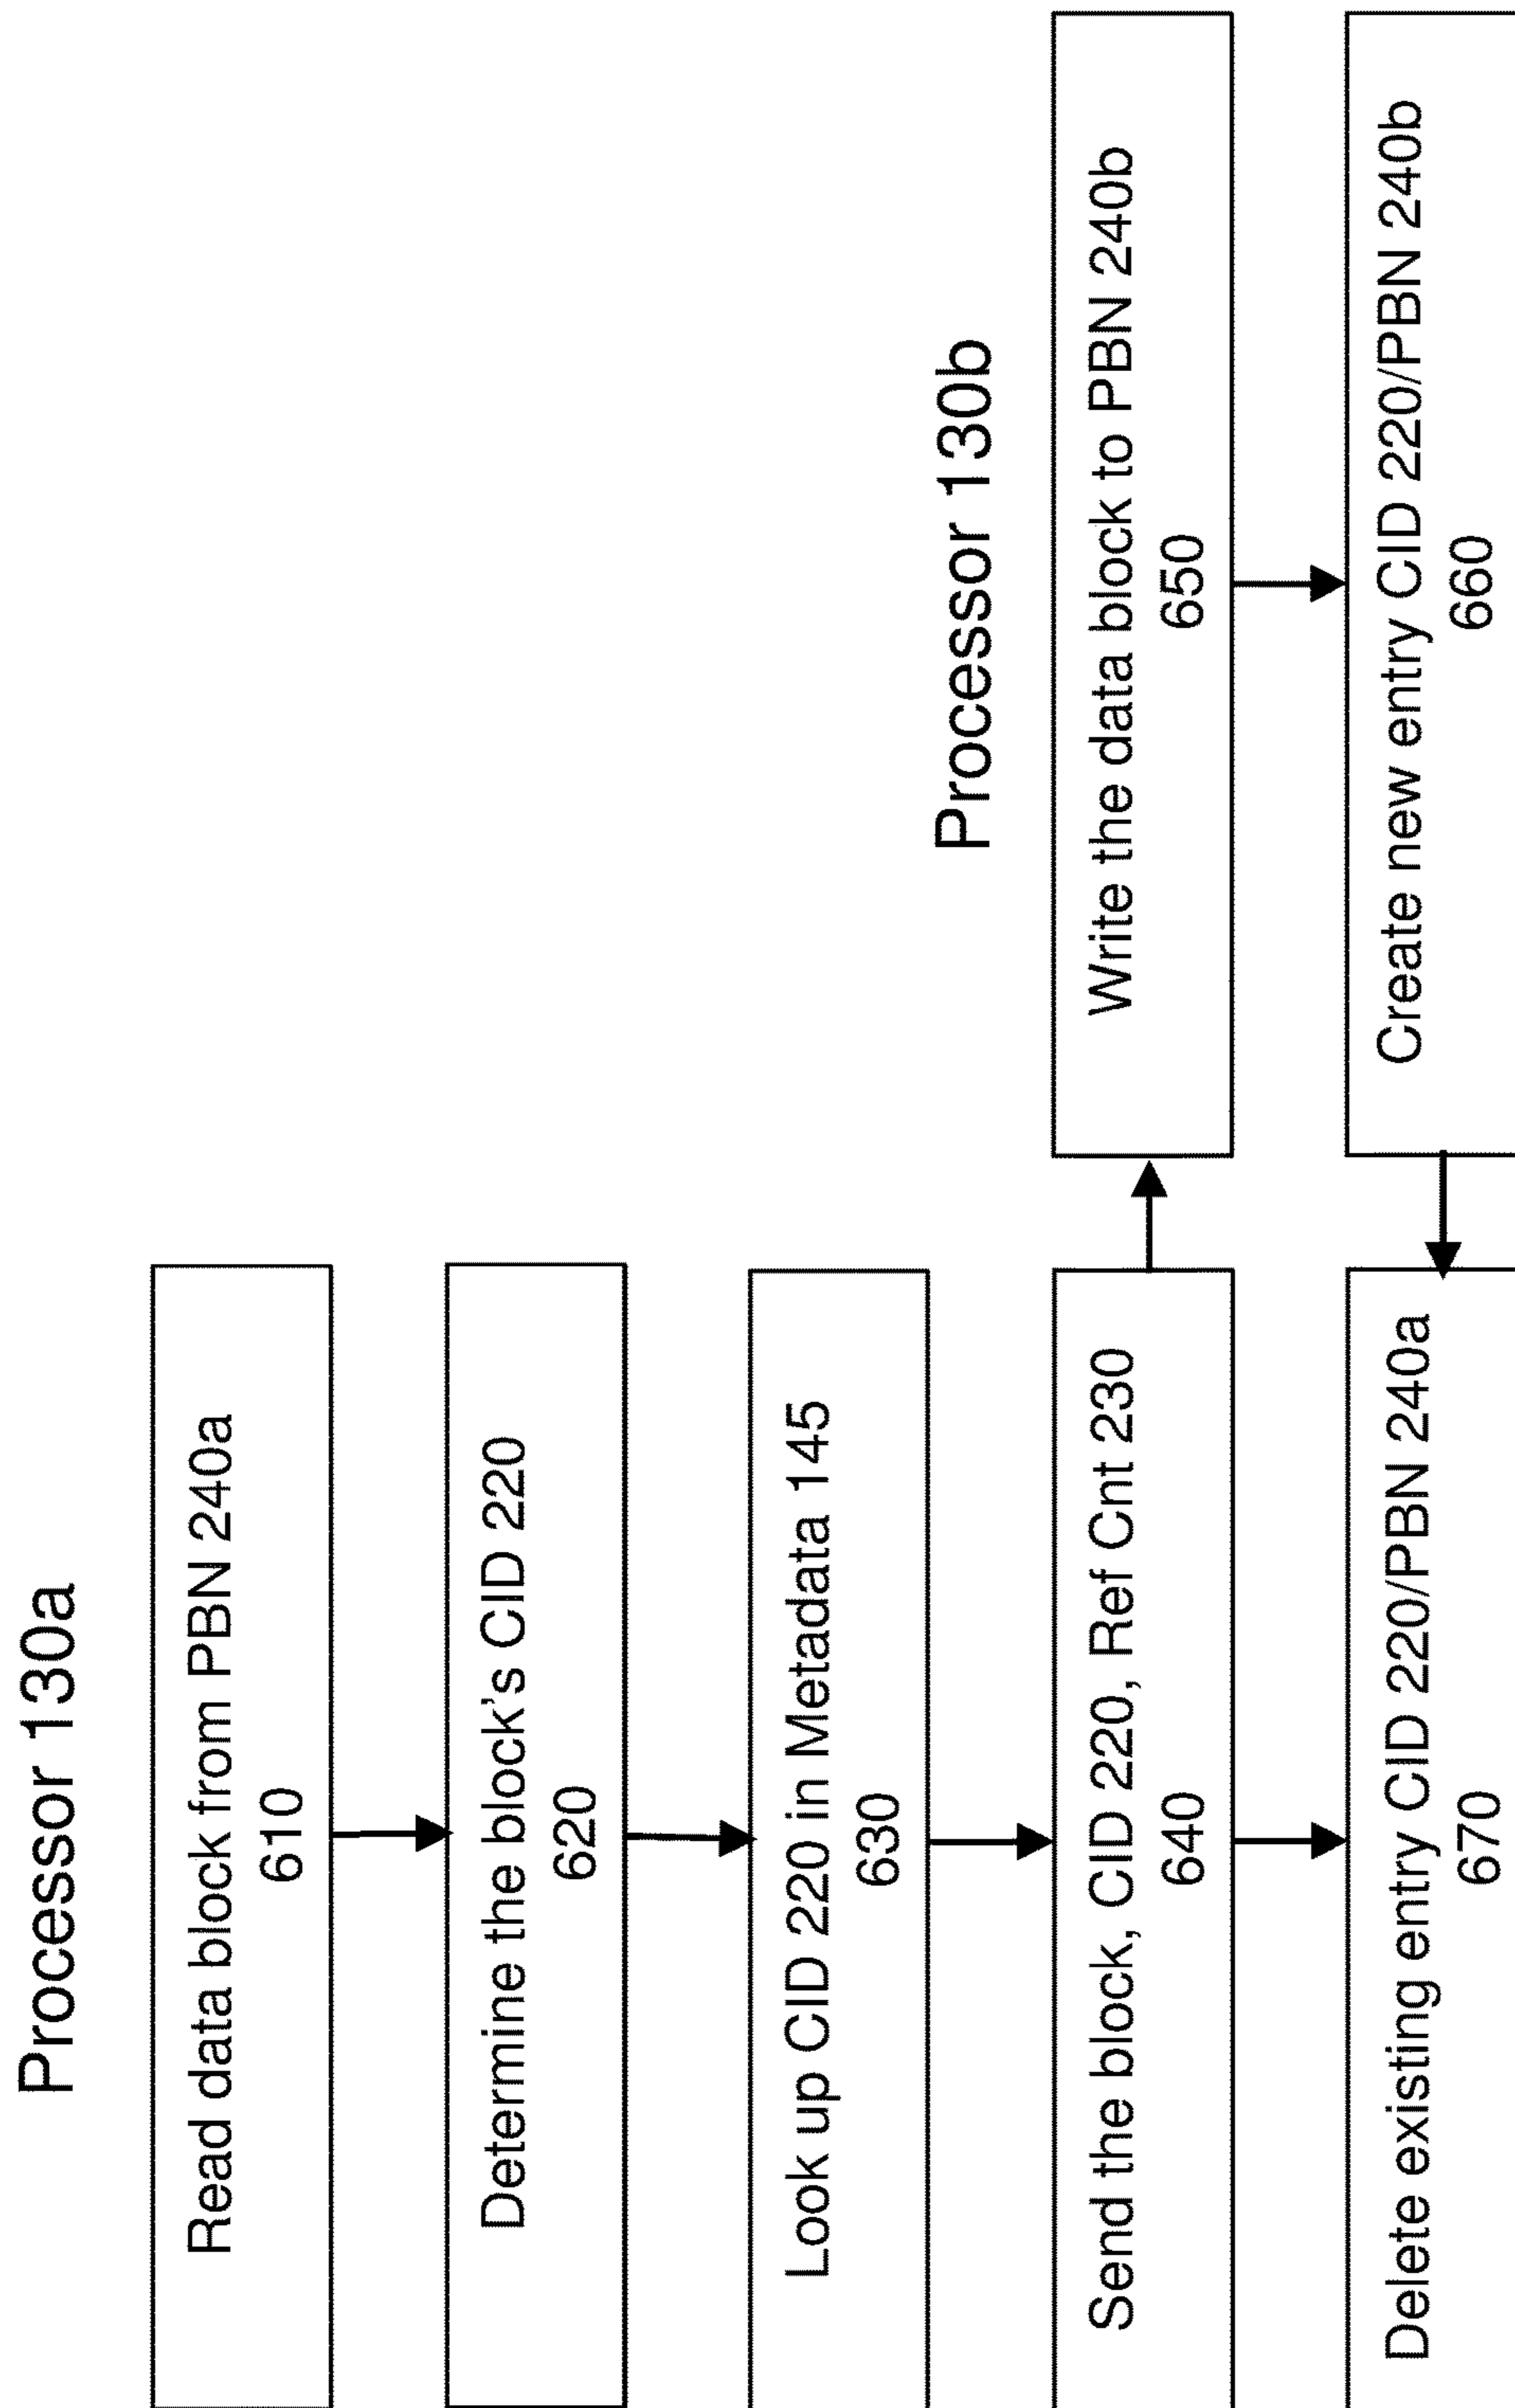 Processor 130a
Read data block from PBN 240a
610
Determine the block's CID 220
620
Look up CID 220 in Metadata 145
630
Send the block, CID 220, Ref Cnt 230
640
Delete existing entry CID 220/PBN 240a
670
Processor 130b
Write the data block to PBN 240b
650
Create new entry CID 220/PBN 240b
660